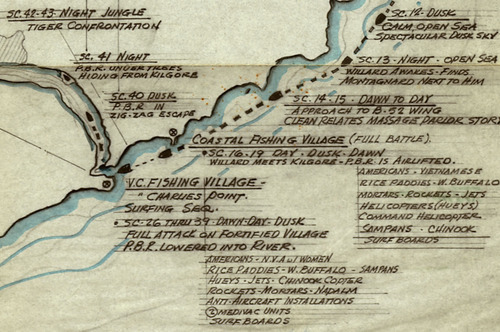 SC. 42-43 NIGHT JUNGLE
TIGER CONFRONTATION
SC. 41 NIGHT
P.B.R. UNDER TREES
HIDING FROM KILGORE
SC. 40 DUSK
P.B.R. IN
ZIG-ZAG ESCAPE
SC-12- DUSK
CALM OPEN SEA
SPECTACULAR DUSK SKY
SC-13-NIGHT-OPEN SEA
WILLARD AWAKES-FINDS
MONTAGNARD NEXT TO HIM
SC-14-15-DAWN TO DAY
APPROACH TO B-52 WING
CLEAN RELATES MASSAGE PARLOR STORY
COASTAL FISHING VILLAGE (FULL BATTLE).
• SC-16-19 DAY-DUSK-DAWN
WILLARD MEETS KILGORE-P.B.R. IS AIRLIFTED.
AMERICANS-VIETNAMESE
RICE PADDIES-W. BUFFALO
MORTARS-ROCKETS-JETS
HELICOPTERS (HUEYS)
COMMAND HELICOPTER
SAMPANS-CHINOOK
SURF BOARDS
V.C. FISHING VILLAGE-
"CHARLIES" POINT.
SURFING SEQ.
• SC-26 THRU 39-DAWN-DAY-DUSK
FULL ATTACK ON FORTIFIED VILLAGE
P.B.R. LOWERED INTO RIVER.
AMERICANS-N.V.A W/ WOMEN
RICE PADDIES-W. BUFFALO-SAMPANS
HUEYS-JETS-CHINOOK COPTER
ROCKETS-MORTARS-NADALM
ANTI-AIRCRAFT INSTALLATIONS
② MEDIVAC UNITS
SURF BOARDS